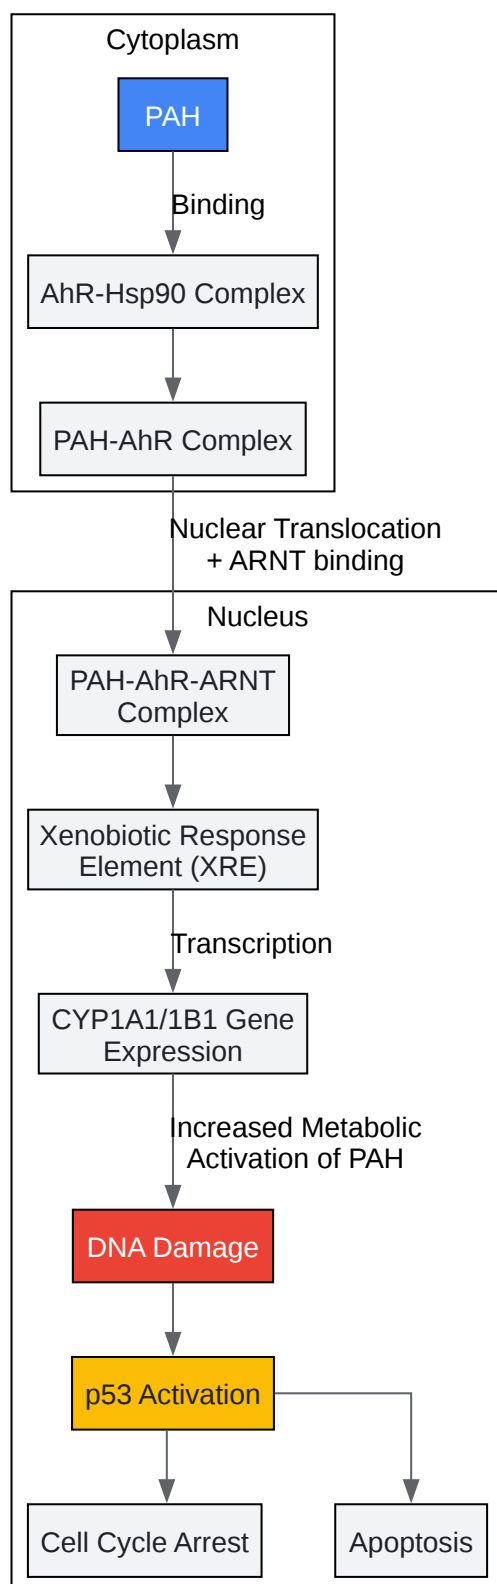 Cytoplasm
PAH
Binding
AhR-Hsp90 Complex
PAH-AhR Complex
Nuclear Translocation
+ ARNT binding
Nucleus
PAH-AhR-ARNT
Complex
Xenobiotic Response
Element (XRE)
Transcription
CYP1A1/1B1 Gene
Expression
Increased Metabolic
Activation of PAH
DNA Damage
p53 Activation
Cell Cycle Arrest
Apoptosis